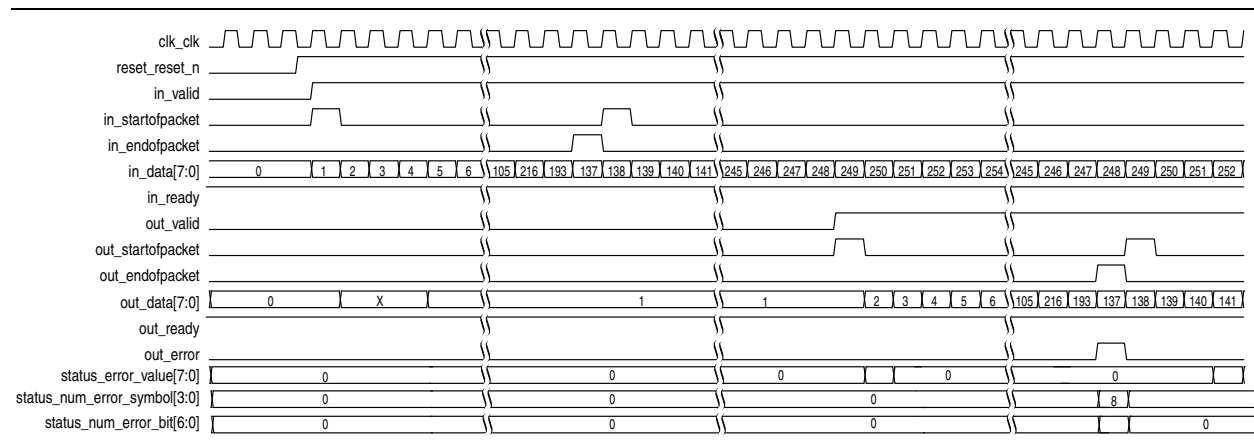 clk_clk
reset_reset_n
in_valid
in_startofpacket
in_endofpacket
in_data[7:0] 0 1 2 3 4 5 6 105 216 193 137 138 139 140 141 245 246 247 248 249 250 251 252 253 254 245 246 247 248 249 250 251 252
in_ready
out_valid
out_startofpacket
out_endofpacket
out_data[7:0] 0 X 1 1 2 3 4 5 6 105 216 193 137 138 139 140 141
out_ready
out_error
status_error_value[7:0] 0 0 0 0 0
status_num_error_symbol[3:0] 0 0 0 8
status_num_error_bit[6:0] 0 0 0 0